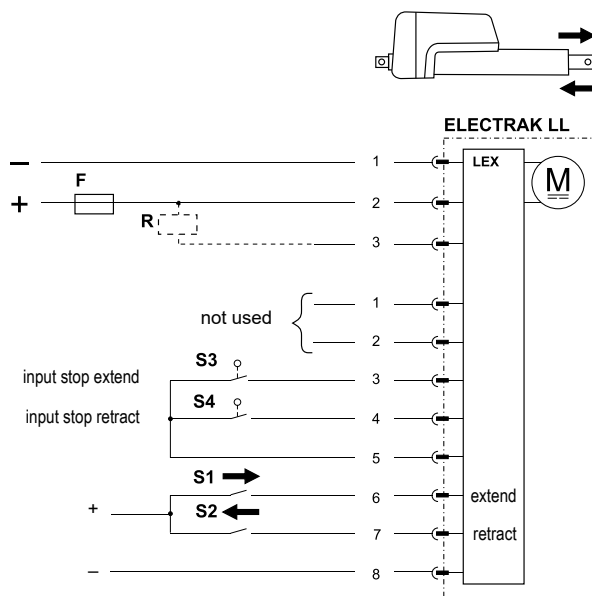 ELECTRAK LL
− 1 LEX M
F
+ 2
R
3
not used
1
2
S3
input stop extend 3
S4
input stop retract 4
5
S1
6 extend
+
S2
7 retract
− 8